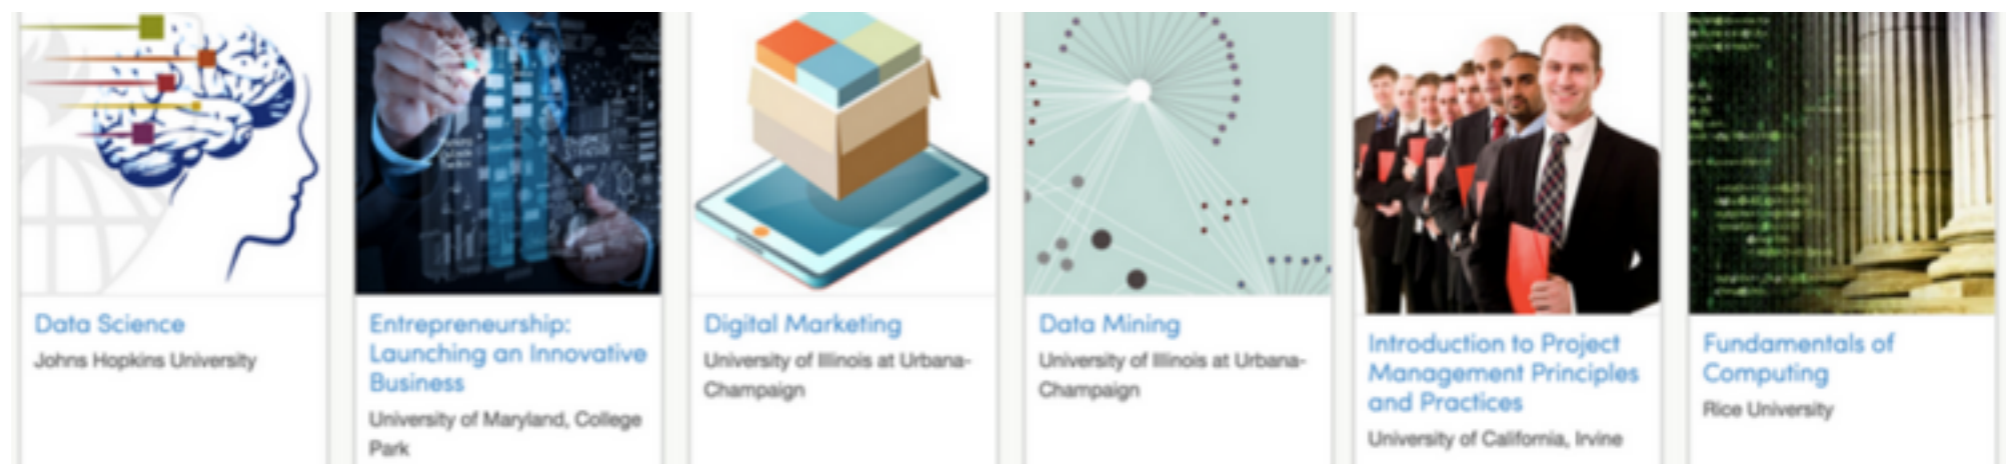 Data Science
Johns Hopkins University
Entrepreneurship:
Launching an Innovative
Business
University of Maryland, College
Park
Digital Marketing
University of Illinois at Urbana-
Champaign
Data Mining
University of Illinois at Urbana-
Champaign
Introduction to Project
Management Principles
and Practices
University of California, Irvine
Fundamentals of
Computing
Rice University